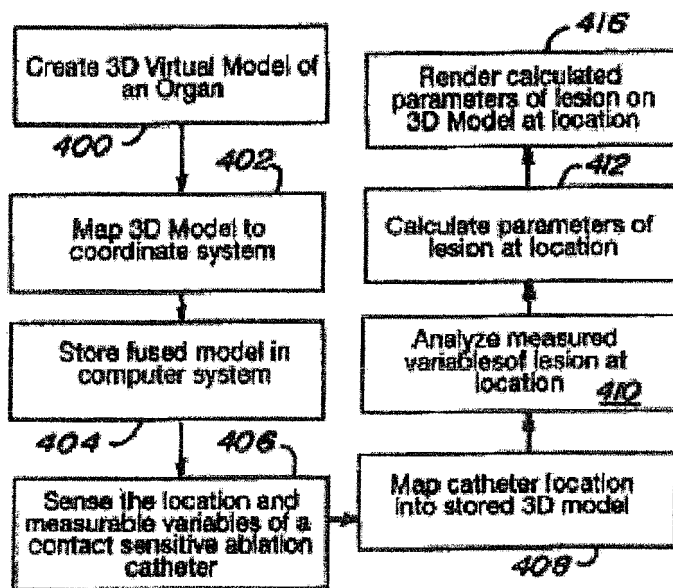 Create 3D Virtual Model of
an Organ
400
402
Map 3D Model to
coordinate system
Store fused model in
computer system
404
406
Sense the location and
measurable variables of a
contact sensitive ablation
catheter
Map catheter location
into stored 3D model
408
Analyze measured
variablesof lesion at
location
410
412
Calculate parameters of
lesion at location
416
Render calculated
parameters of lesion on
3D Model at location